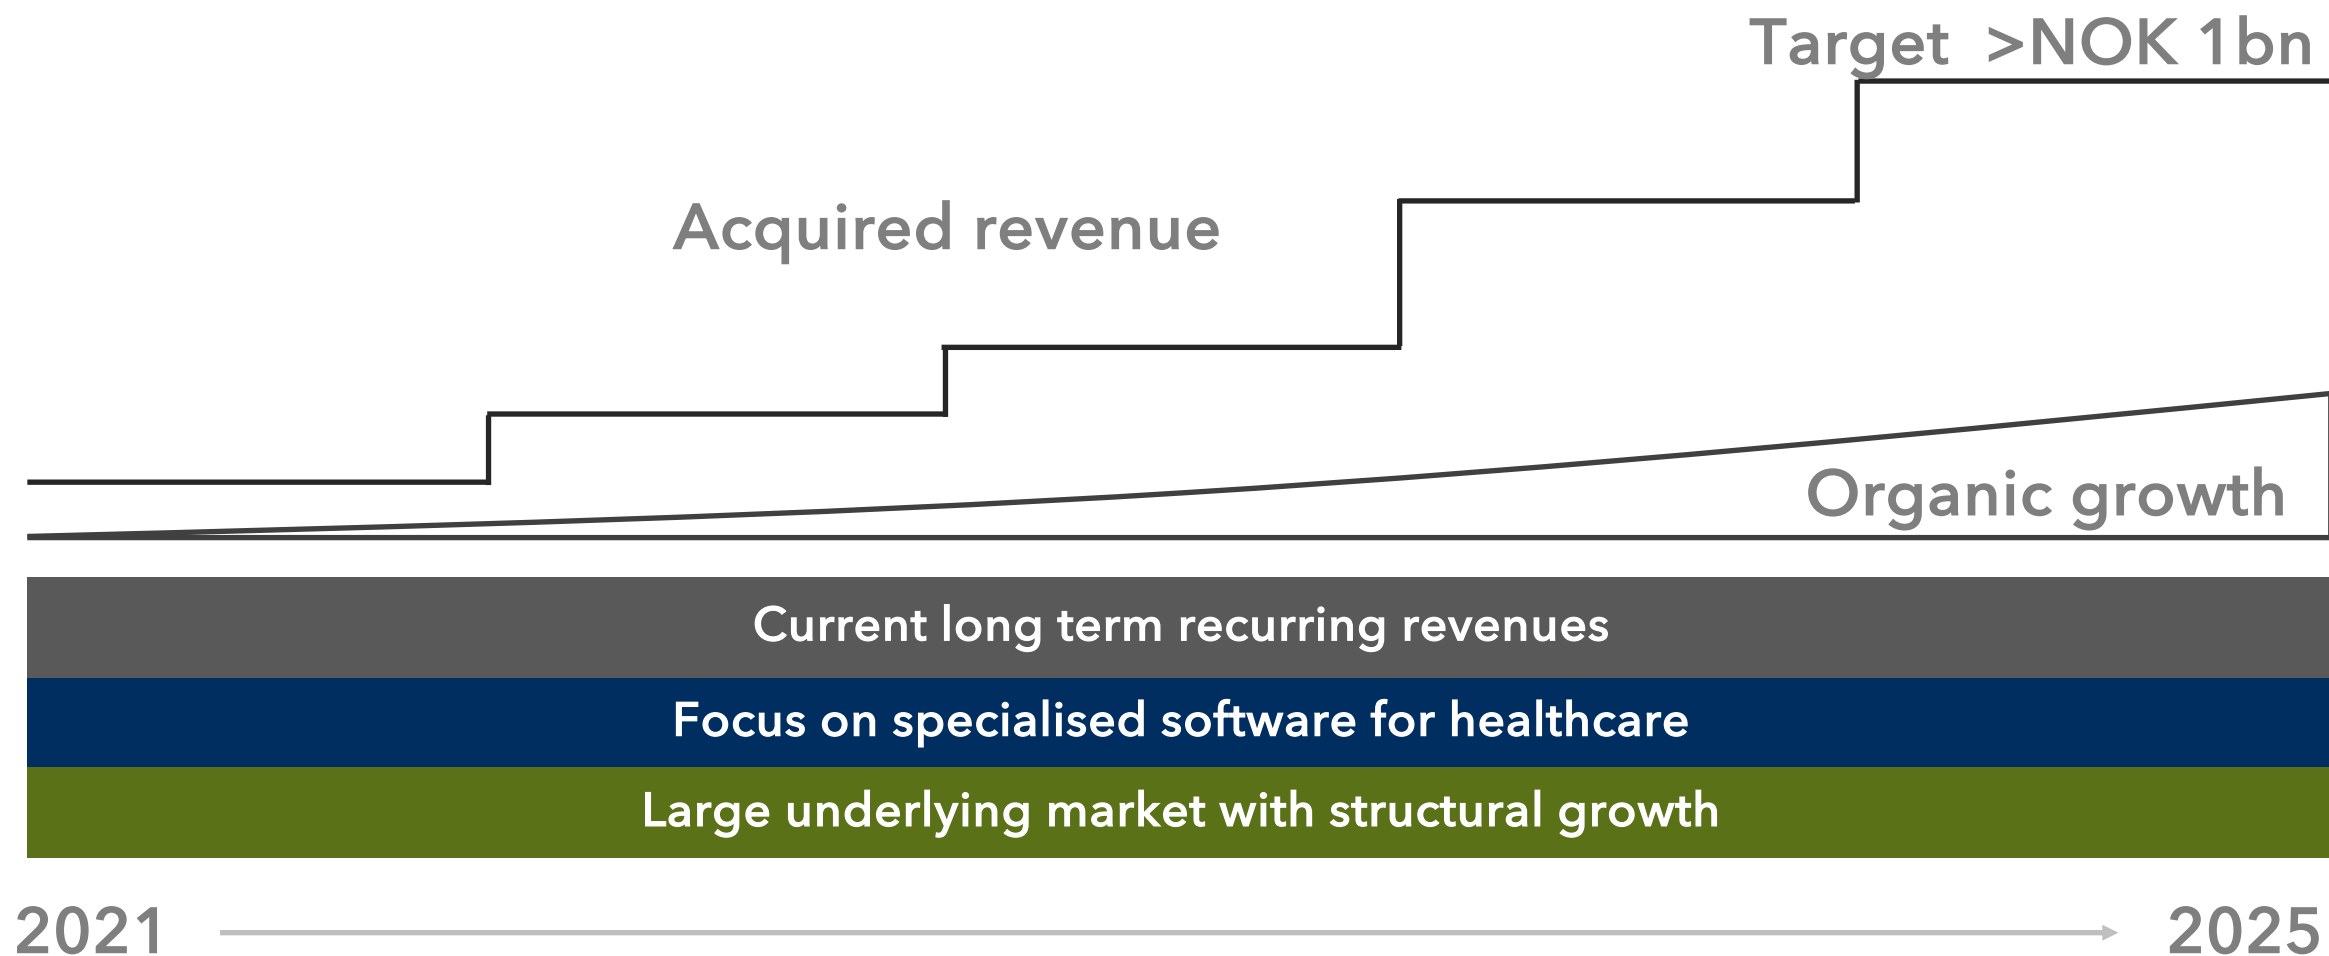 Target  >NOK 1bn
Acquired revenue
Organic growth
Current long term recurring revenues
Focus on specialised software for healthcare
Large underlying market with structural growth
2021
2025